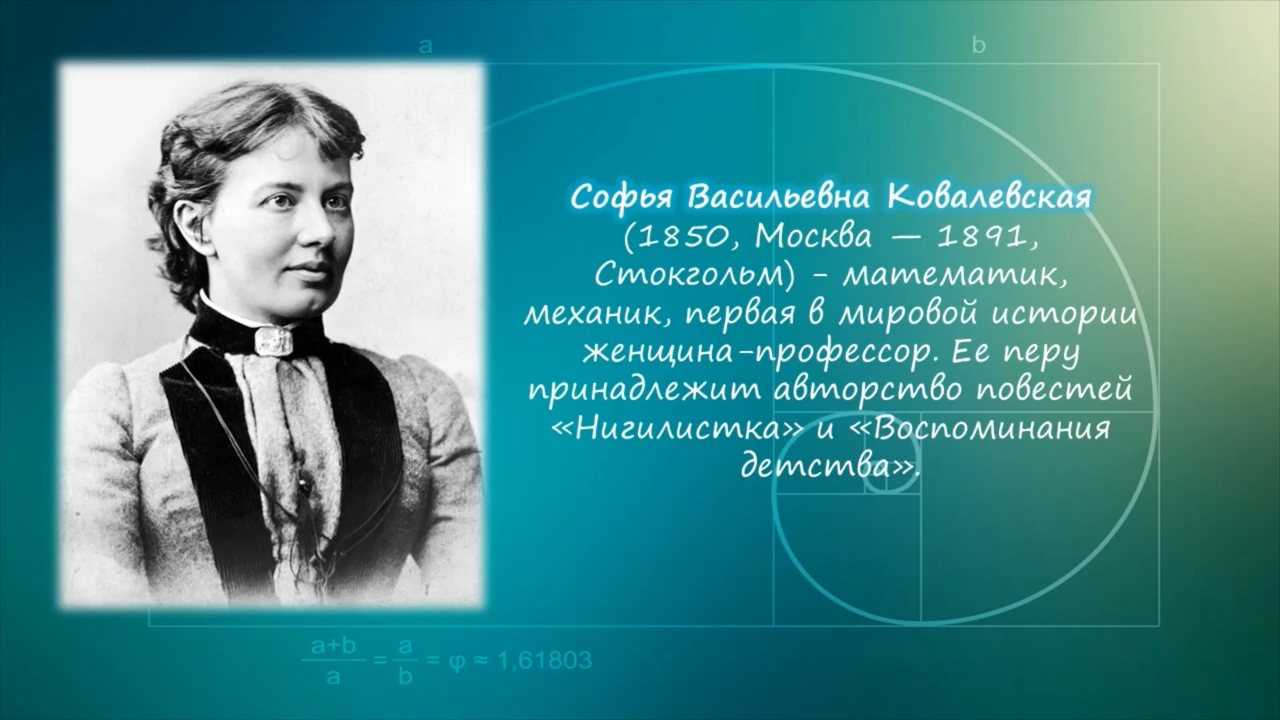 a
b
Софья Васильевна Ковалевская
(1850, Москва — 1891,
Стокгольм) - математик,
механик, первая в мировой истории
женщина-профессор. Ее перу
принадлежит авторство повестей
«Нигилистка» и «Воспоминания
детства».
a+b / a = a / b = φ ≈ 1,61803